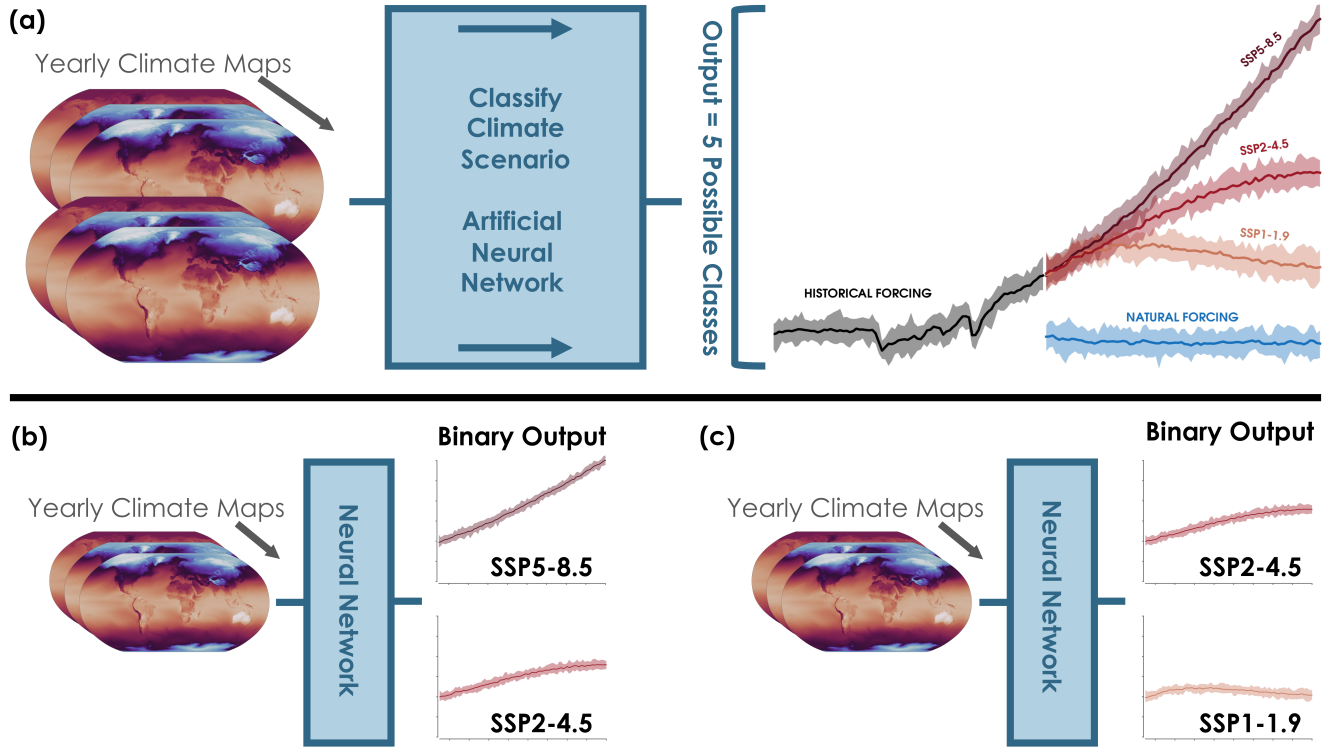 (a)
Yearly Climate Maps
Classify
Climate
Scenario
Artificial
Neural
Network
Output = 5 Possible Classes
SSP5-8.5
SSP2-4.5
SSP1-1.9
HISTORICAL FORCING
NATURAL FORCING
(b)
Binary Output
Yearly Climate Maps
Neural Network
SSP5-8.5
SSP2-4.5
(c)
Binary Output
Yearly Climate Maps
Neural Network
SSP2-4.5
SSP1-1.9